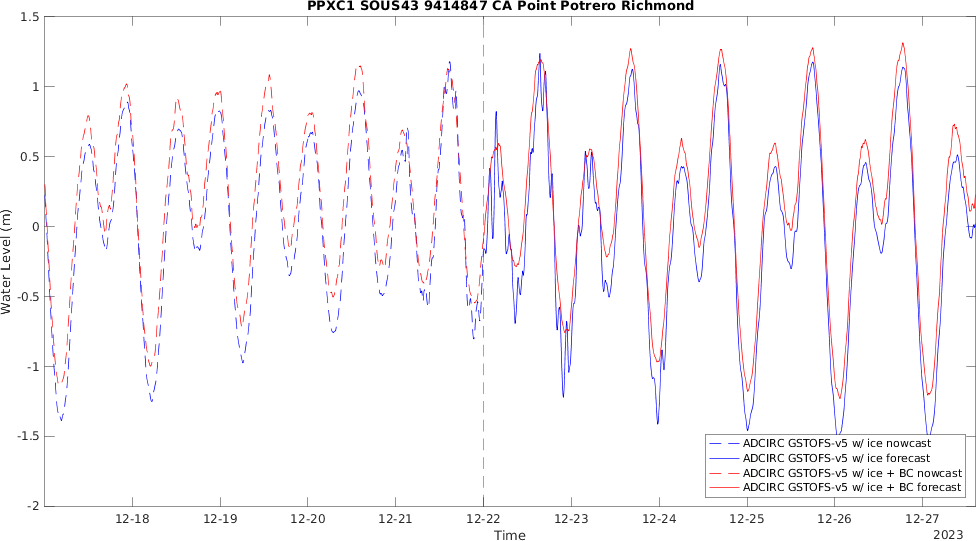 PPXC1 SOUS43 9414847 CA Point Potrero Richmond
1.5
1
0.5
0
-0.5
-1
-1.5
-2
Water Level (m)
12-18 12-19 12-20 12-21 12-22 12-23 12-24 12-25 12-26 12-27
Time
2023
ADCIRC GSTOFS-v5 w/ ice nowcast
ADCIRC GSTOFS-v5 w/ ice forecast
ADCIRC GSTOFS-v5 w/ ice + BC nowcast
ADCIRC GSTOFS-v5 w/ ice + BC forecast